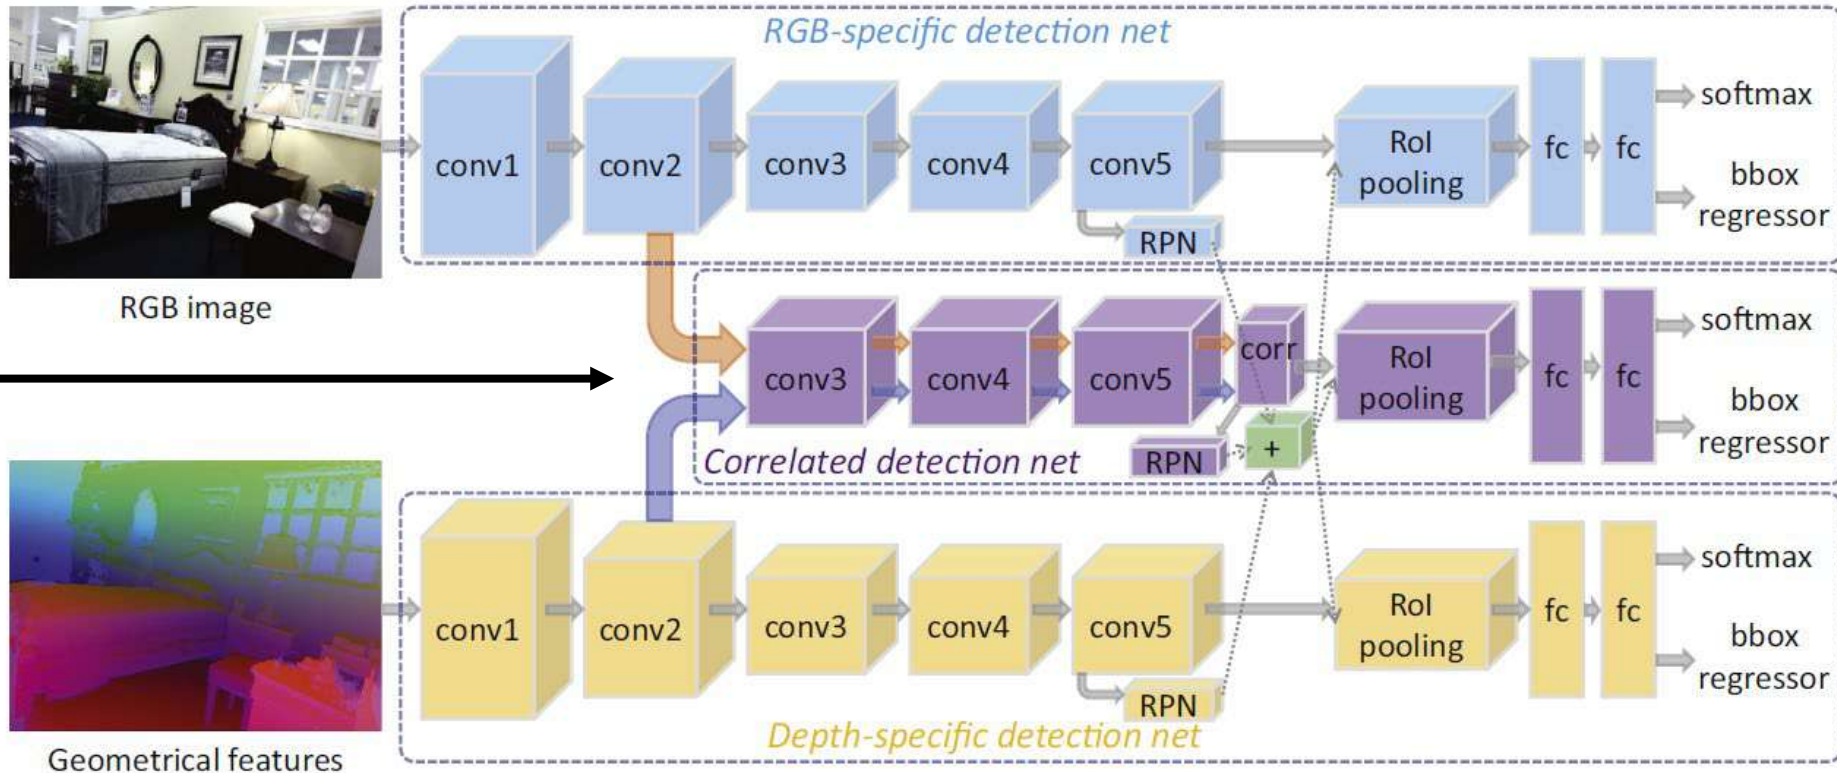 RGB-specific detection net
conv1
conv2
conv3
conv4
conv5
RPN
RoI
pooling
fc
fc
softmax
bbox
regressor
RGB image
conv3
conv4
conv5
corr
RPN
+
RoI
pooling
fc
fc
softmax
bbox
regressor
Correlated detection net
conv1
conv2
conv3
conv4
conv5
RPN
RoI
pooling
fc
fc
softmax
bbox
regressor
Depth-specific detection net
Geometrical features